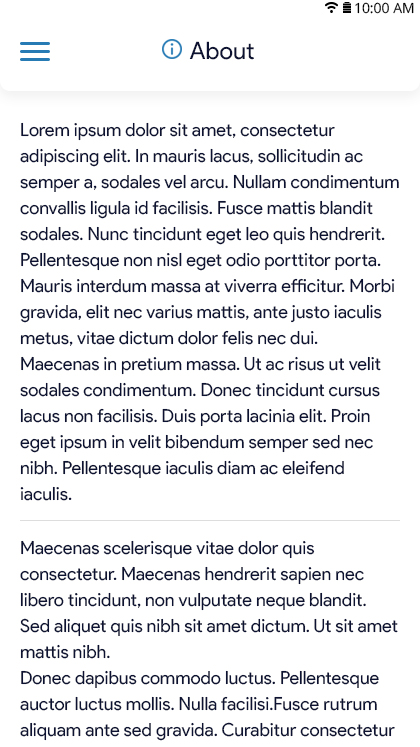 10:00 AM
About
Lorem ipsum dolor sit amet, consectetur
adipiscing elit. In mauris lacus, sollicitudin ac
semper a, sodales vel arcu. Nullam condimentum
convallis ligula id facilisis. Fusce mattis blandit
sodales. Nunc tincidunt eget leo quis hendrerit.
Pellentesque non nisl eget odio porttitor porta.
Mauris interdum massa at viverra efficitur. Morbi
gravida, elit nec varius mattis, ante justo iaculis
metus, vitae dictum dolor felis nec dui.
Maecenas in pretium massa. Ut ac risus ut velit
sodales condimentum. Donec tincidunt cursus
lacus non facilisis. Duis porta lacinia elit. Proin
eget ipsum in velit bibendum semper sed nec
nibh. Pellentesque iaculis diam ac eleifend
iaculis.
Maecenas scelerisque vitae dolor quis
consectetur. Maecenas hendrerit sapien nec
libero tincidunt, non vulputate neque blandit.
Sed aliquet quis nibh sit amet dictum. Ut sit amet
mattis nibh.
Donec dapibus commodo luctus. Pellentesque
auctor luctus mollis. Nulla facilisi.Fusce rutrum
aliquam ante sed gravida. Curabitur consectetur